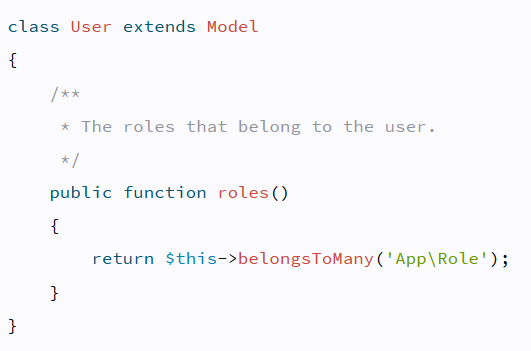 class User extends Model
{
    /**
     * The roles that belong to the user.
     */
    public function roles()
    {
        return $this->belongsToMany('App\Role');
    }
}